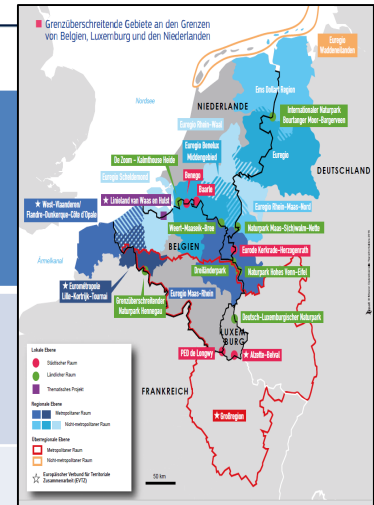 Grenzüberschreitende Gebiete an den Grenzen
von Belgien, Luxemburg und den Niederlanden
Euregio
Waddeneilanden
Ems Dollart Region
Nordsee
NIEDERLANDE
Internationaler Naturpark
Bourtanger Moor-Bargerveen
Euregio Rhein-Waal
De Zoom - Kalmthoutse Heide
Euregio Benelux
Middengebied
Euregio
DEUTSCHLAND
Euregio Scheldemond
Benego
Baarle
West-Vlaanderen/
Flandre-Dunkerque-Côte d'Opale
Linieland van Waas en Hulst
Euregio Rhein-Maas-Nord
Weert-Maaseik-Bree
Naturpark Maas-Schwalm-Nette
BELGIEN
Eurode Kerkrade-Herzogenrath
Ärmelkanal
Eurométropole
Lille-Kortrijk-Tournai
Dreiländerpark
Naturpark Hohes Venn-Eifel
Grenzüberschreitender
Naturpark Hennegau
Euregio Maas-Rhein
Deutsch-Luxemburgischer Naturpark
LUXEM
BURG
PED de Longwy
Alzette-Belval
FRANKREICH
Großregion
Lokale Ebene
Städtischer Raum
Ländlicher Raum
Thematisches Projekt
Regionale Ebene
Metropolitaner Raum
Nicht-metropolitaner Raum
Überregionale Ebene
Metropolitaner Raum
Nicht-metropolitaner Raum
Europäischer Verbund für Territoriale
Zusammenarbeit (EVTZ)
50 km